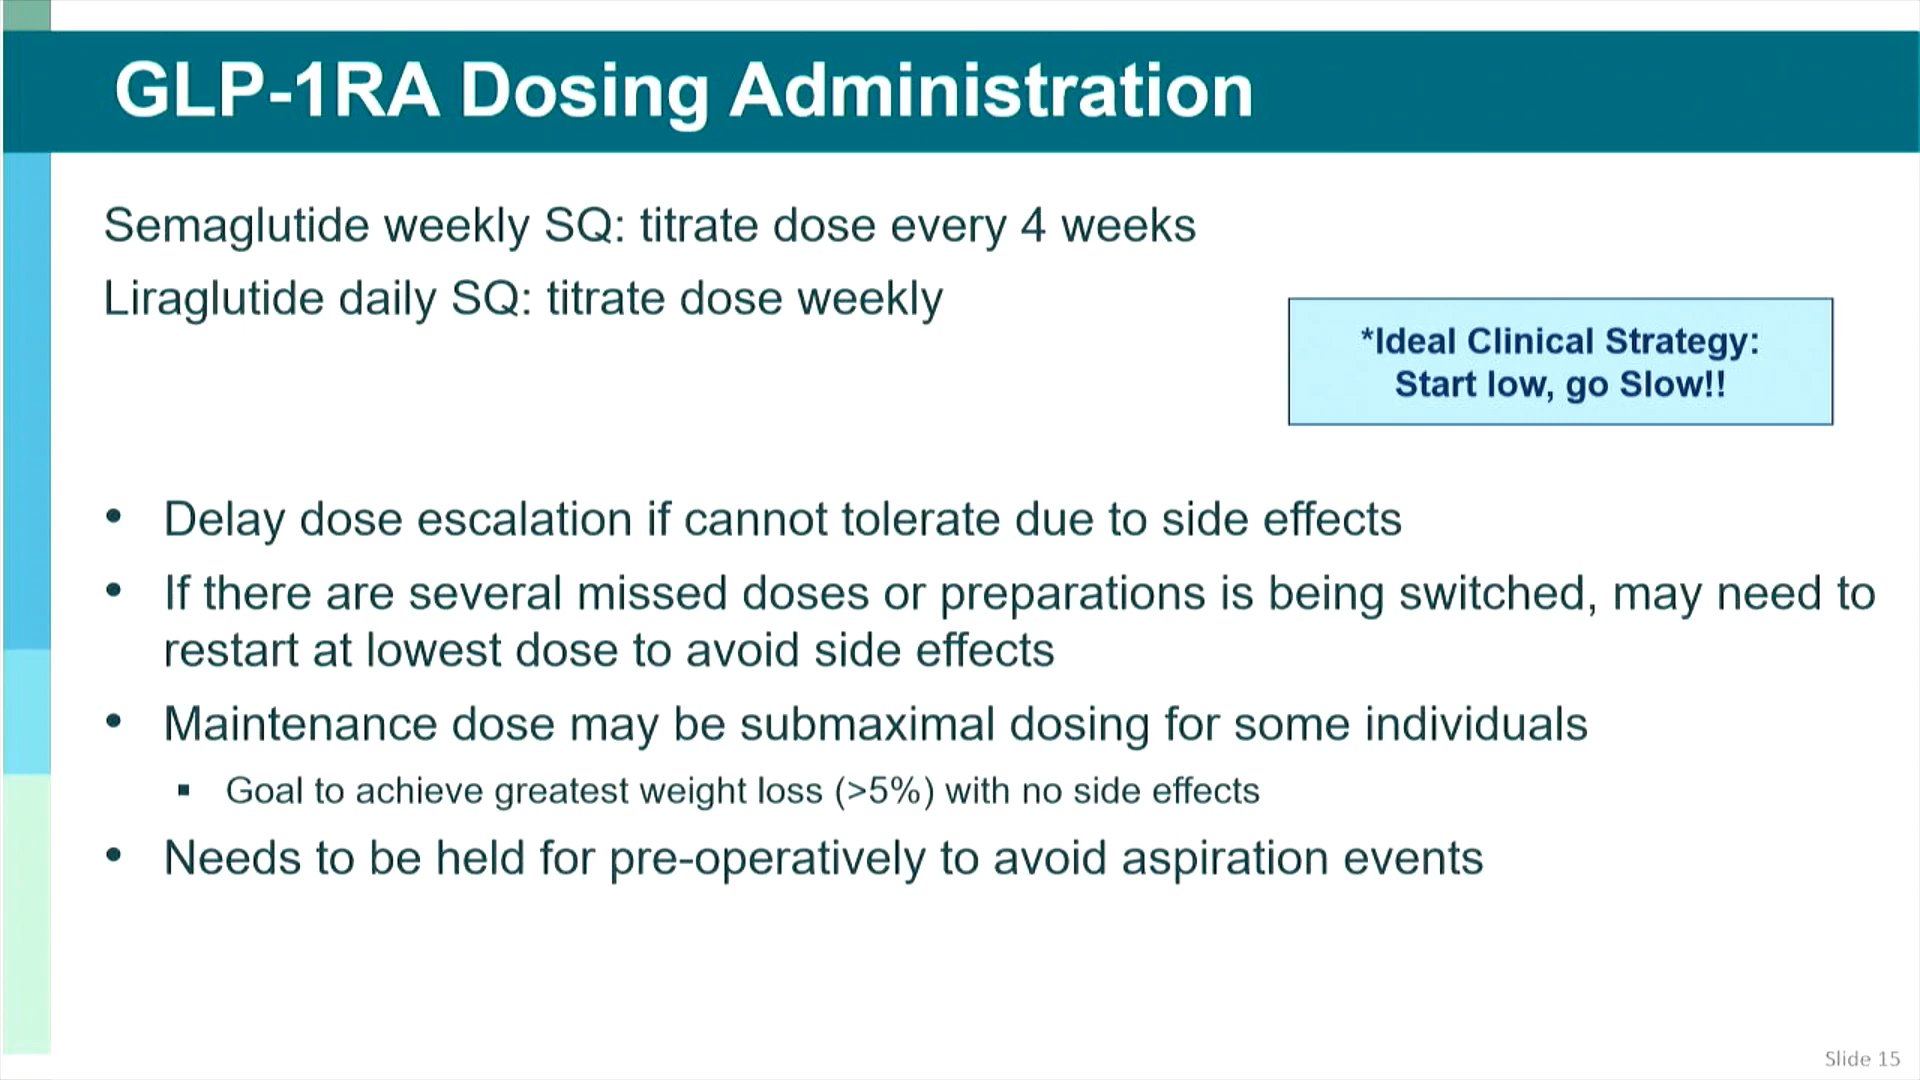 GLP-1RA Dosing Administration
Semaglutide weekly SQ: titrate dose every 4 weeks
Liraglutide daily SQ: titrate dose weekly
*Ideal Clinical Strategy:
Start low, go Slow!!
• Delay dose escalation if cannot tolerate due to side effects
• If there are several missed doses or preparations is being switched, may need to
restart at lowest dose to avoid side effects
• Maintenance dose may be submaximal dosing for some individuals
▪ Goal to achieve greatest weight loss (>5%) with no side effects
• Needs to be held for pre-operatively to avoid aspiration events
Slide 15